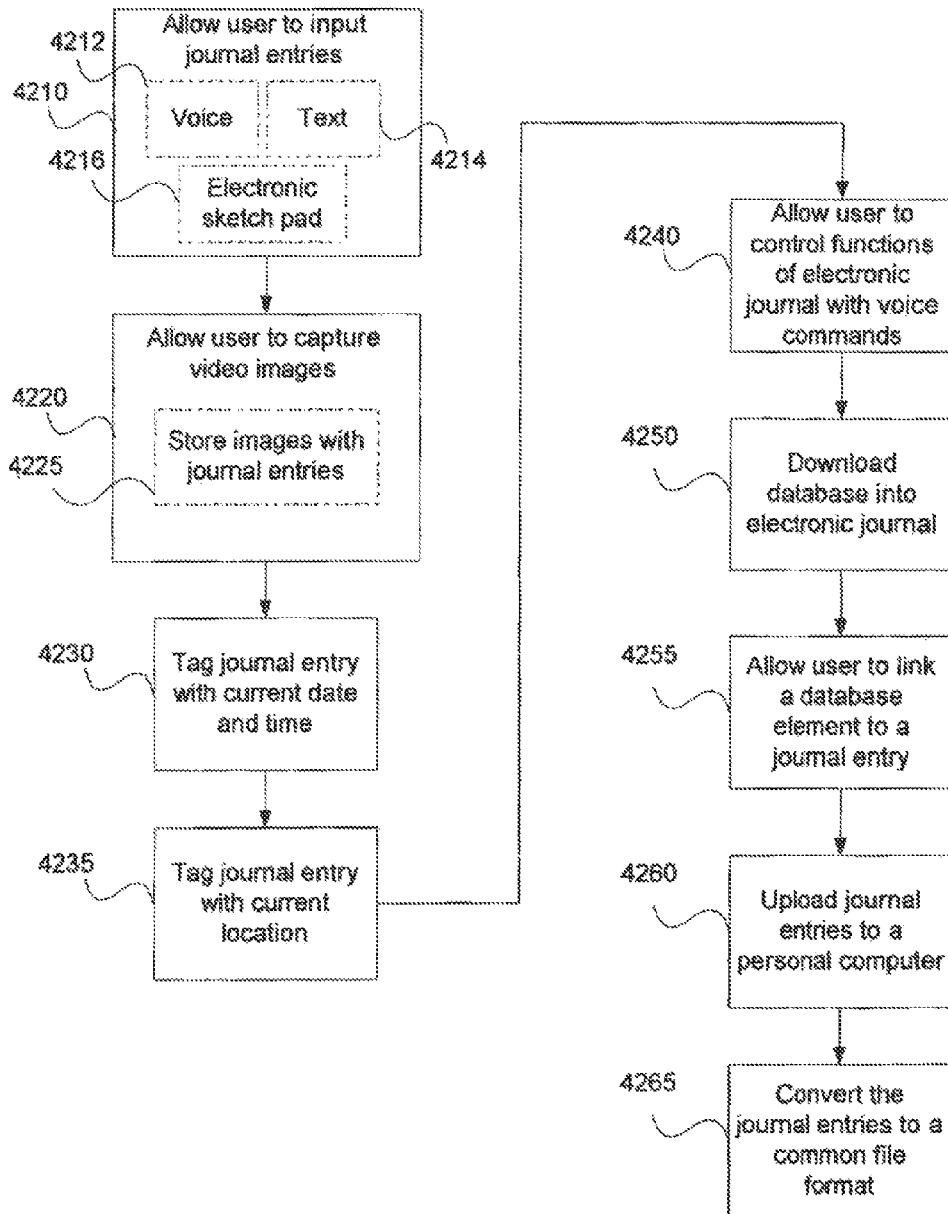 Allow user to input
journal entries
4212
4210
Voice
Text
4216
4214
Electronic
sketch pad
Allow user to capture
video images
4220
Store images with
journal entries
4225
4230
Tag journal entry
with current date
and time
4235
Tag journal entry
with current
location
4240
Allow user to
control functions
of electronic
journal with voice
commands
4250
Download
database into
electronic journal
4255
Allow user to link
a database
element to a
journal entry
4260
Upload journal
entries to a
personal computer
4265
Convert the
journal entries to a
common file
format